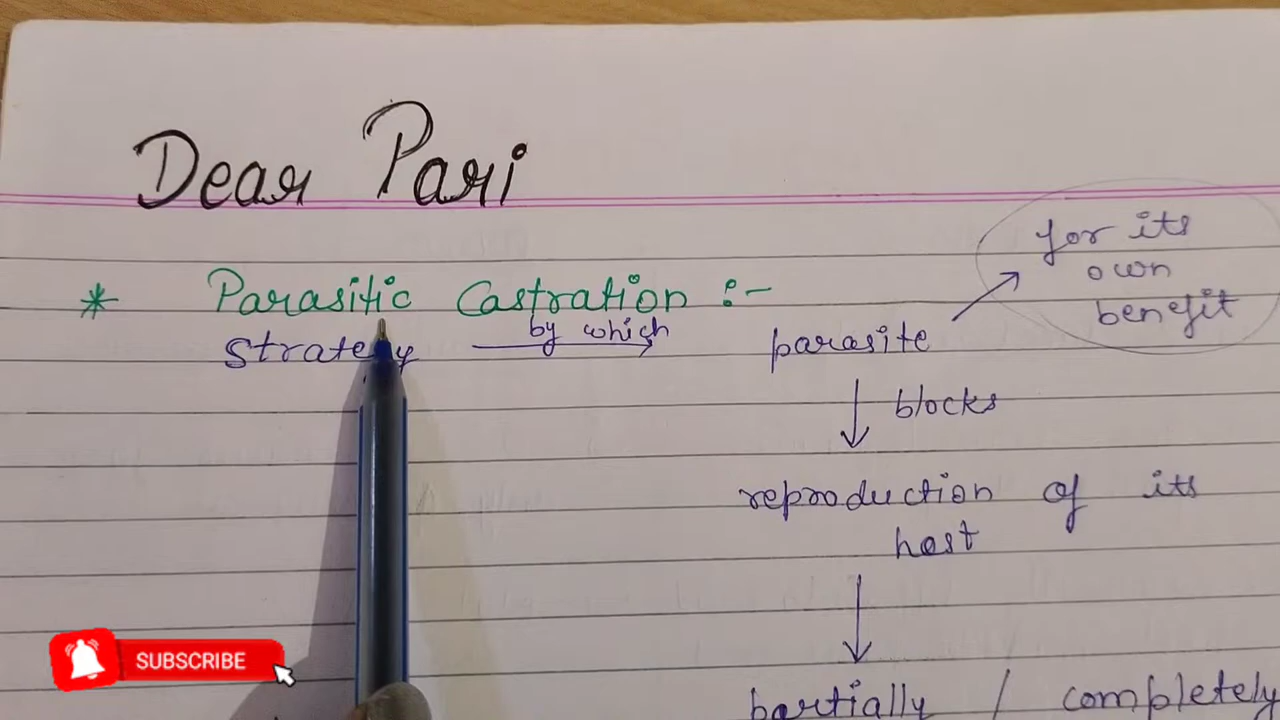 Dear Pari
for its
own
benefit
* Parasitic Castration :-
Strategy by which parasite
blocks
reproduction of its
host
partially / completely
SUBSCRIBE